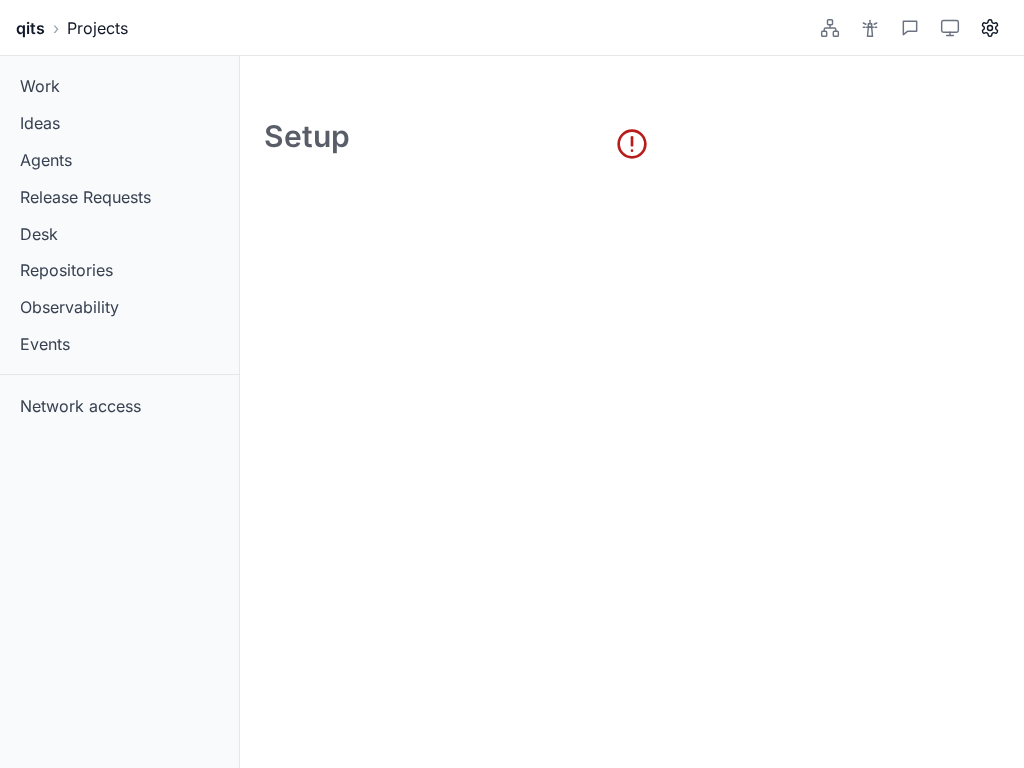 qits › Projects
Work
Ideas
Agents
Release Requests
Desk
Repositories
Observability
Events
Network access
Setup